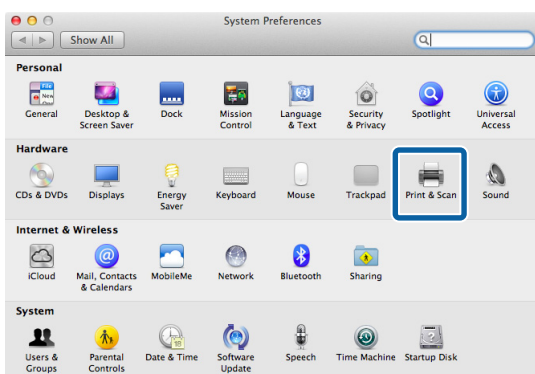 System Preferences
Show All
Personal
General
Desktop &
Screen Saver
Dock
Mission
Control
Language
& Text
Security
& Privacy
Spotlight
Universal
Access
Hardware
CDs & DVDs
Displays
Energy
Saver
Keyboard
Mouse
Trackpad
Print & Scan
Sound
Internet & Wireless
iCloud
Mail, Contacts
& Calendars
MobileMe
Network
Bluetooth
Sharing
System
Users &
Groups
Parental
Controls
Date & Time
Software
Update
Speech
Time Machine
Startup Disk